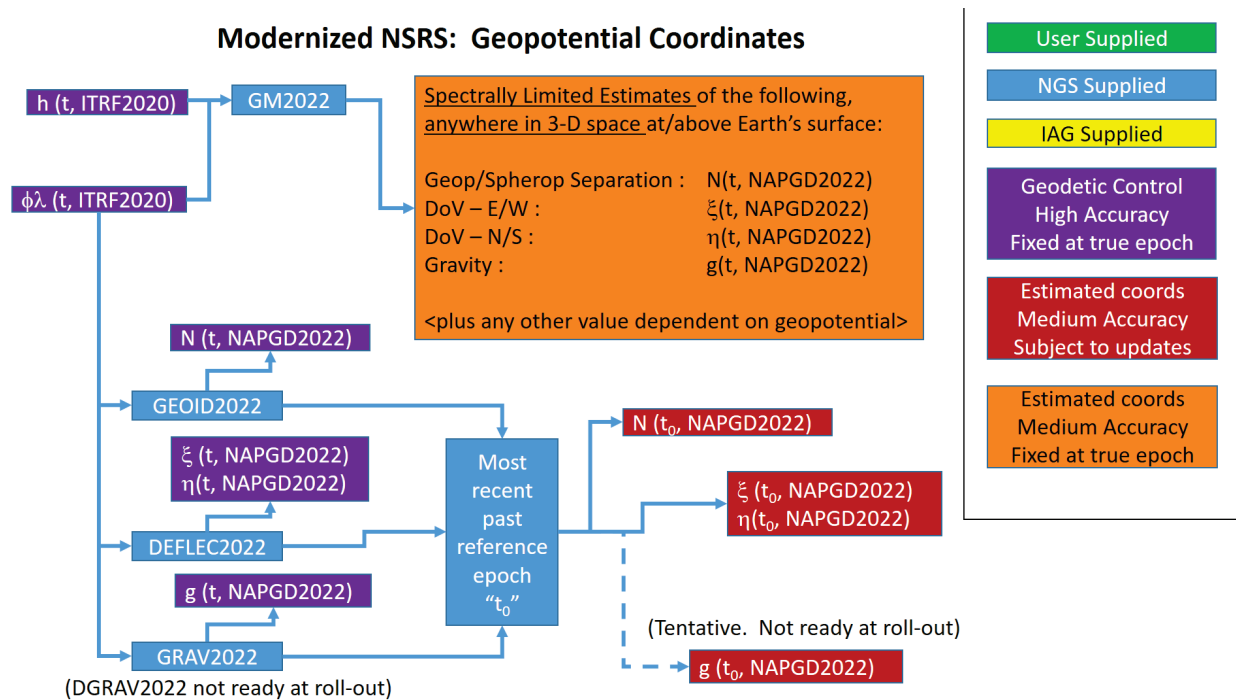 Modernized NSRS: Geopotential Coordinates
h (t, ITRF2020)
GM2022
ϕλ (t, ITRF2020)
Spectrally Limited Estimates of the following,
anywhere in 3-D space at/above Earth's surface:
Geop/Spherop Separation : N(t, NAPGD2022)
DoV – E/W : ξ(t, NAPGD2022)
DoV – N/S : η(t, NAPGD2022)
Gravity : g(t, NAPGD2022)
<plus any other value dependent on geopotential>
N (t, NAPGD2022)
GEOID2022
ξ (t, NAPGD2022)
η(t, NAPGD2022)
DEFLEC2022
g (t, NAPGD2022)
GRAV2022
(DGRAV2022 not ready at roll-out)
Most
recent
past
reference
epoch
“t₀”
N (t₀, NAPGD2022)
ξ (t₀, NAPGD2022)
η(t₀, NAPGD2022)
(Tentative. Not ready at roll-out)
g (t₀, NAPGD2022)
User Supplied
NGS Supplied
IAG Supplied
Geodetic Control
High Accuracy
Fixed at true epoch
Estimated coords
Medium Accuracy
Subject to updates
Estimated coords
Medium Accuracy
Fixed at true epoch